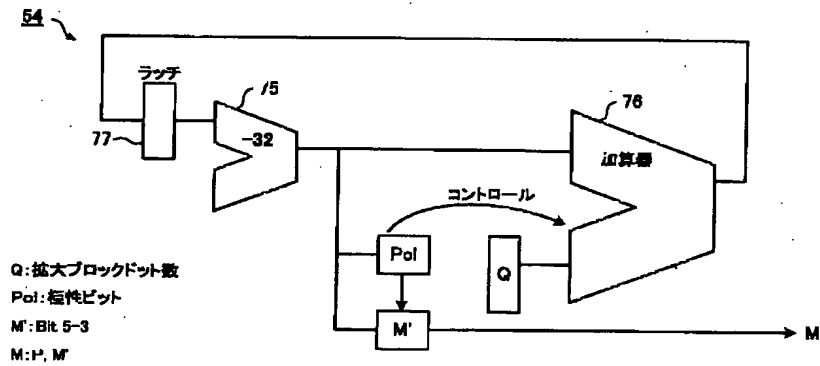 54
ラッチ
77
75
-32
76
加算器
コントロール
Pol
Q
M'
M
Q:拡大ブロックドット数
Pol:極性ビット
M':Bit 5-3
M:P, M'